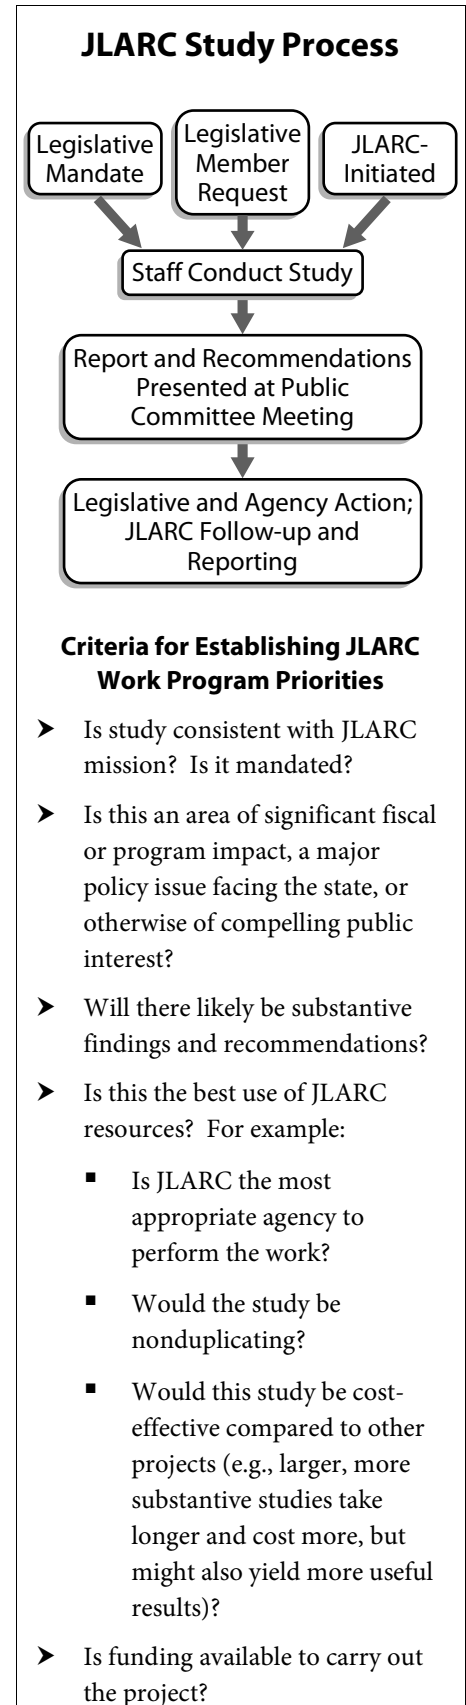 JLARC Study Process
Legislative
Mandate
Legislative
Member
Request
JLARC-
Initiated
Staff Conduct Study
Report and Recommendations
Presented at Public
Committee Meeting
Legislative and Agency Action;
JLARC Follow-up and
Reporting
Criteria for Establishing JLARC
Work Program Priorities
➤ Is study consistent with JLARC
mission?  Is it mandated?
➤ Is this an area of significant fiscal
or program impact, a major
policy issue facing the state, or
otherwise of compelling public
interest?
➤ Will there likely be substantive
findings and recommendations?
➤ Is this the best use of JLARC
resources?  For example:
▪ Is JLARC the most
appropriate agency to
perform the work?
▪ Would the study be
nonduplicating?
▪ Would this study be cost-
effective compared to other
projects (e.g., larger, more
substantive studies take
longer and cost more, but
might also yield more useful
results)?
➤ Is funding available to carry out
the project?